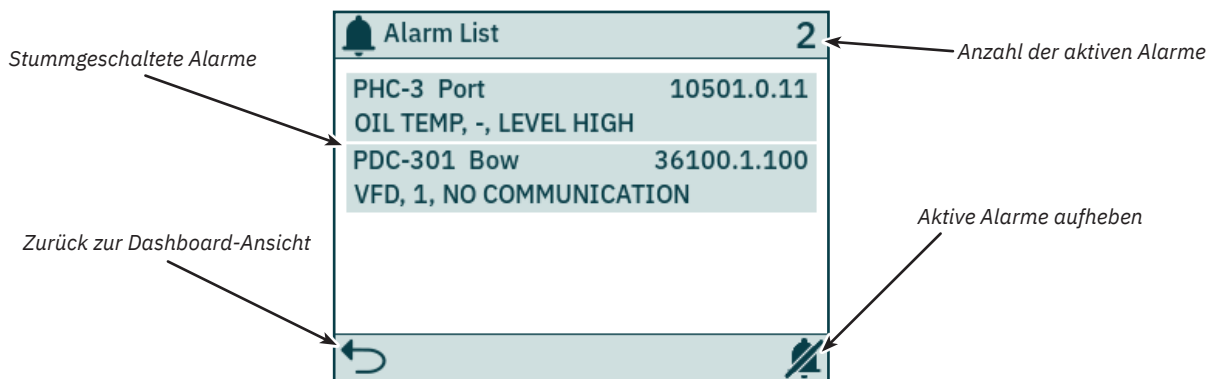 Alarm List 2
Anzahl der aktiven Alarme
Stummgeschaltete Alarme
PHC-3 Port 10501.0.11
OIL TEMP, -, LEVEL HIGH
PDC-301 Bow 36100.1.100
VFD, 1, NO COMMUNICATION
Aktive Alarme aufheben
Zurück zur Dashboard-Ansicht